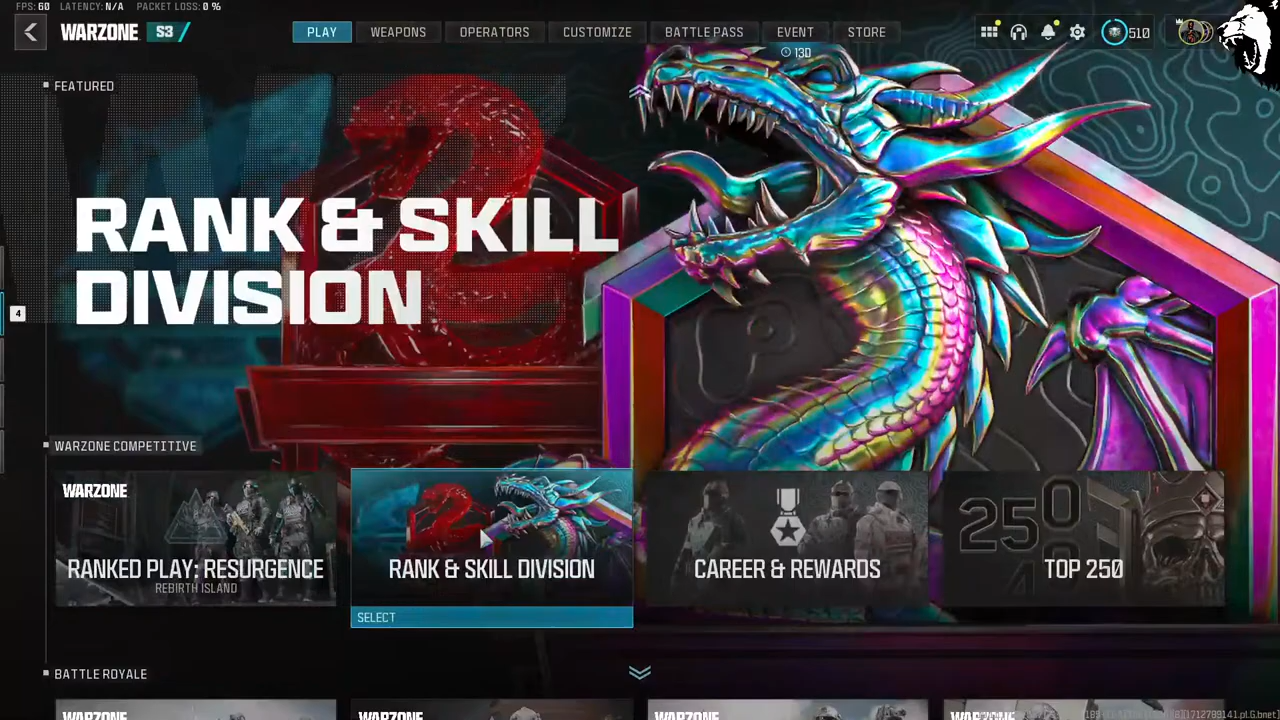 FPS: 60 LATENCY: N/A PACKET LOSS: 0 %
WARZONE S3
PLAY WEAPONS OPERATORS CUSTOMIZE BATTLE PASS EVENT STORE
510
13D
FEATURED
RANK & SKILL
DIVISION
4
WARZONE COMPETITIVE
WARZONE
RANKED PLAY: RESURGENCE
REBIRTH ISLAND
RANK & SKILL DIVISION
SELECT
CAREER & REWARDS
250
TOP 250
BATTLE ROYALE
WARZONE
WARZONE
WARZONE
WARZONE